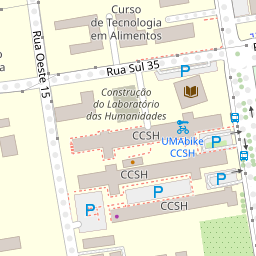 Curso
de Tecnologia
em Alimentos
Rua Oeste 15
Rua Sul 35
P
Construção
do Laboratório
das Humanidades
CCSH
UMAbike
CCSH
P
CCSH
P
P
CCSH
P